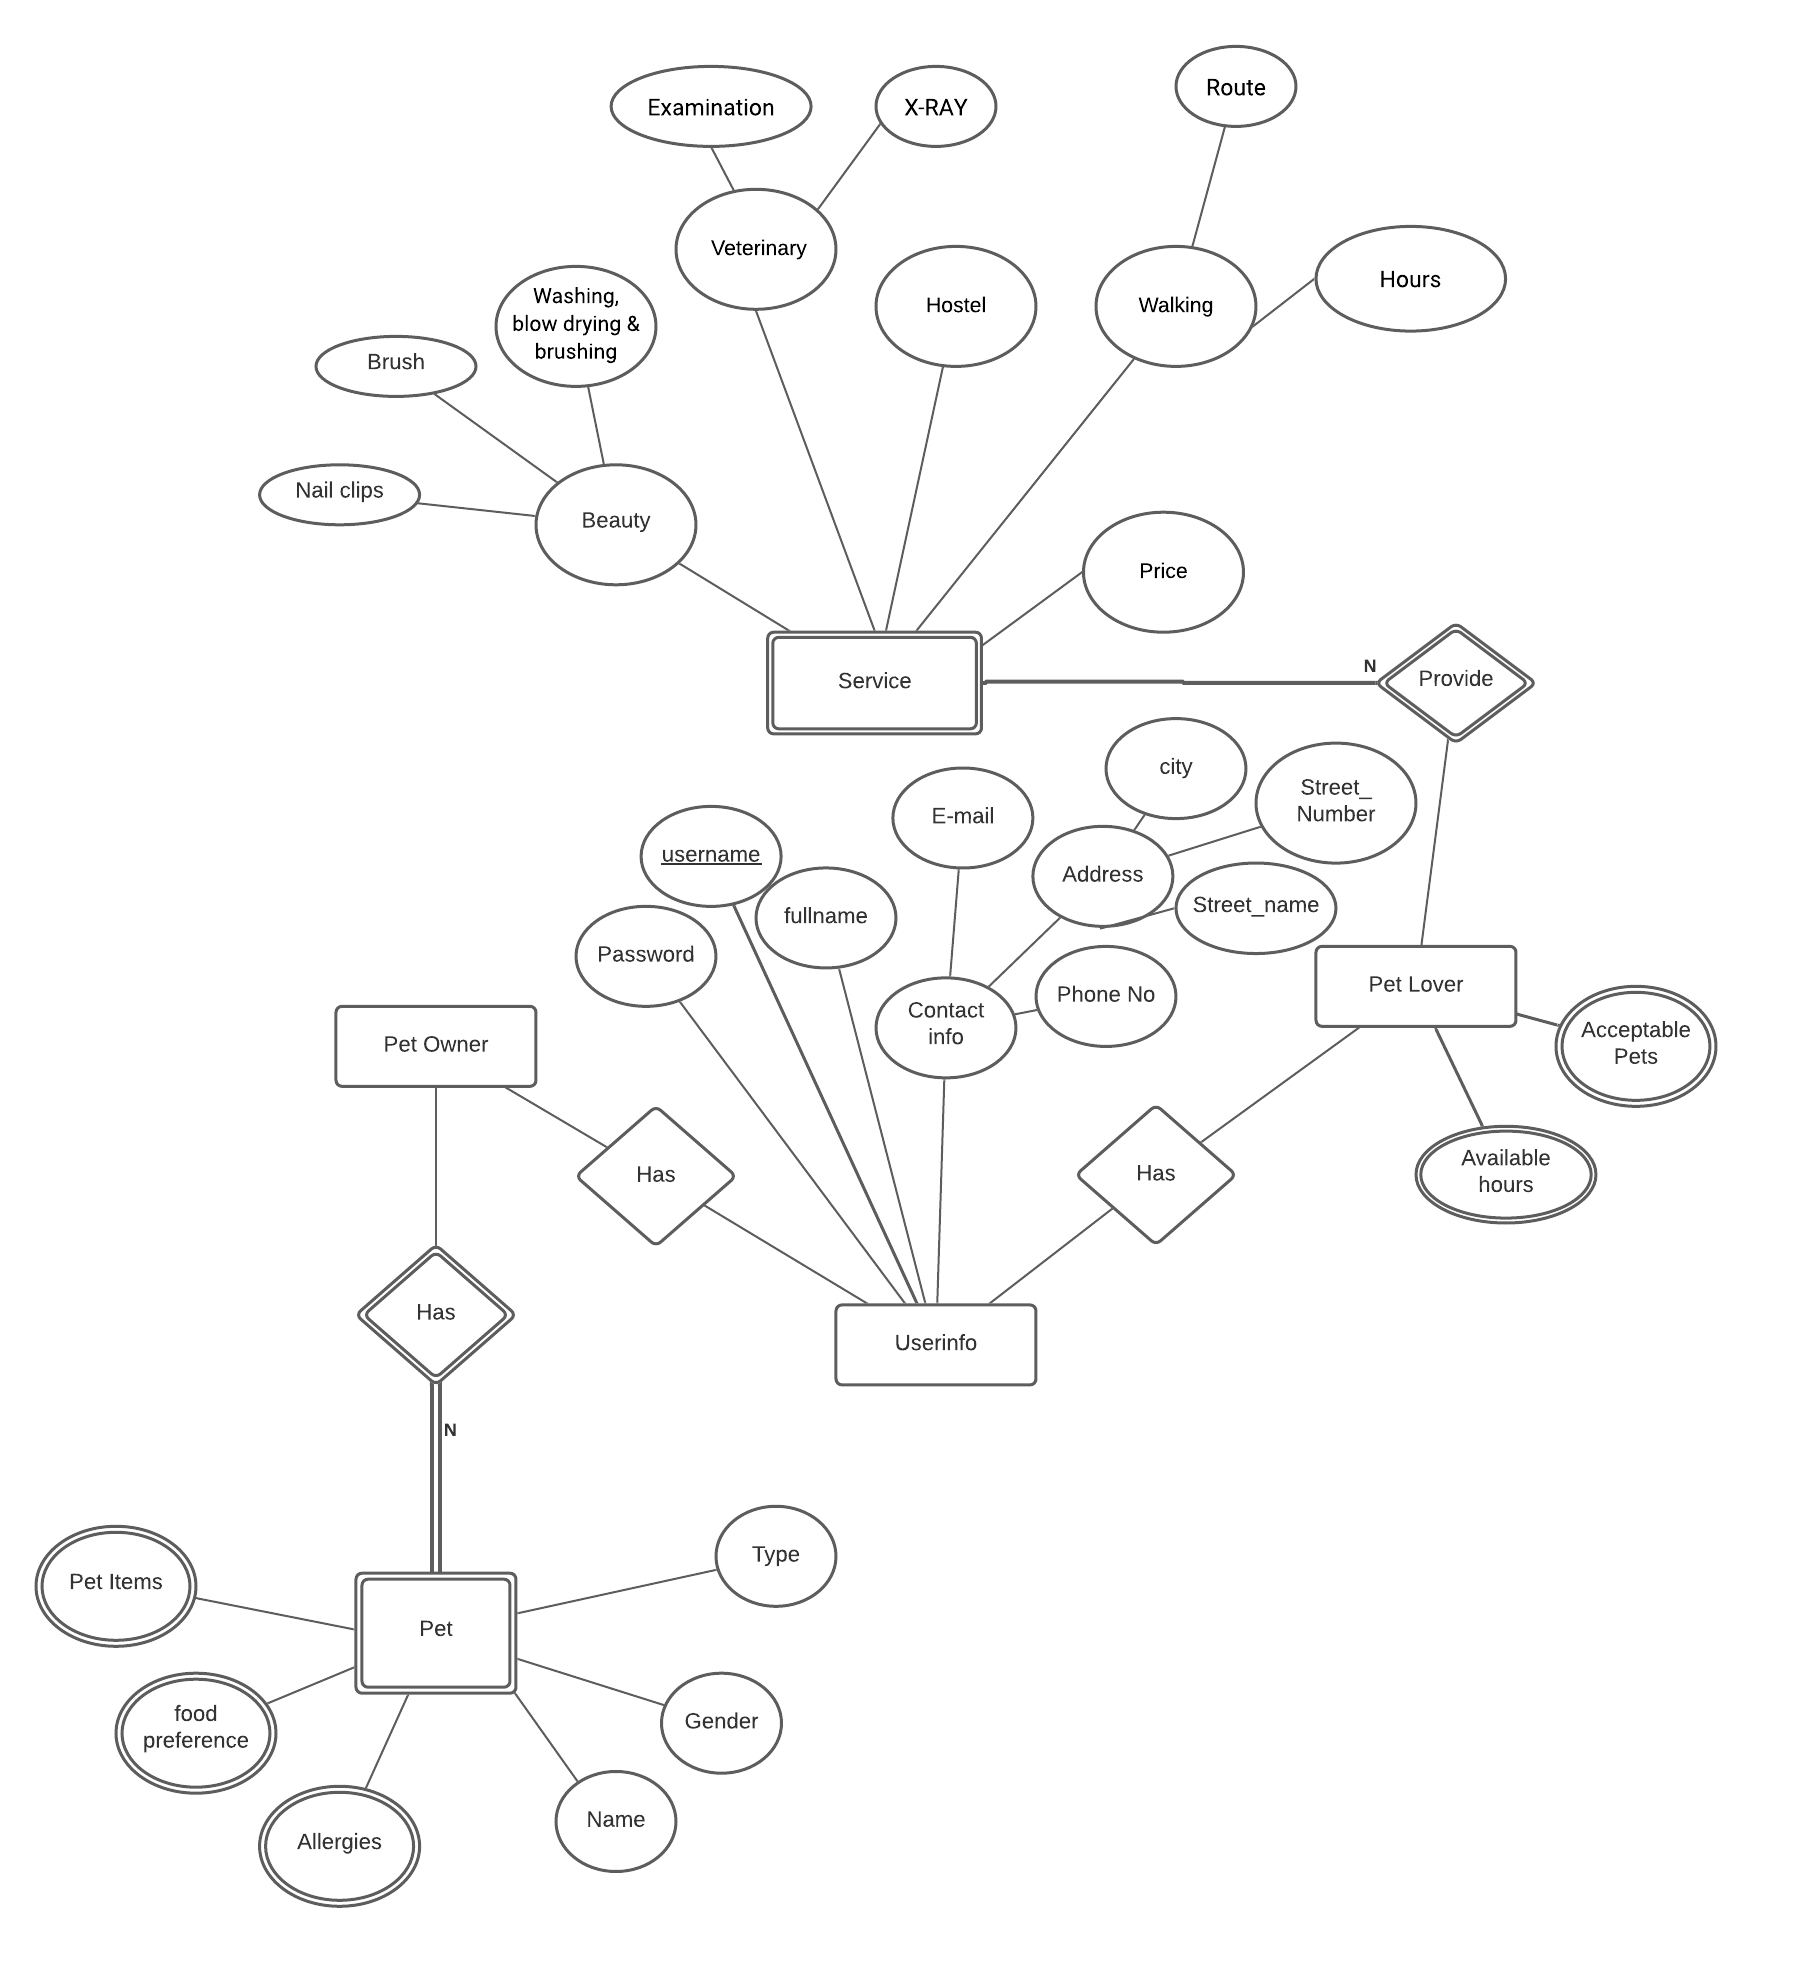 Route
Examination
X-RAY
Veterinary
Hours
Hostel
Walking
Washing,
blow drying &
brushing
Brush
Nail clips
Beauty
Price
Service
N
Provide
city
Street_
Number
E-mail
username
Address
Street_name
fullname
Password
Phone No
Contact
info
Pet Lover
Acceptable
Pets
Pet Owner
Has
Has
Available
hours
Has
Userinfo
N
Type
Pet Items
Pet
food
preference
Gender
Name
Allergies